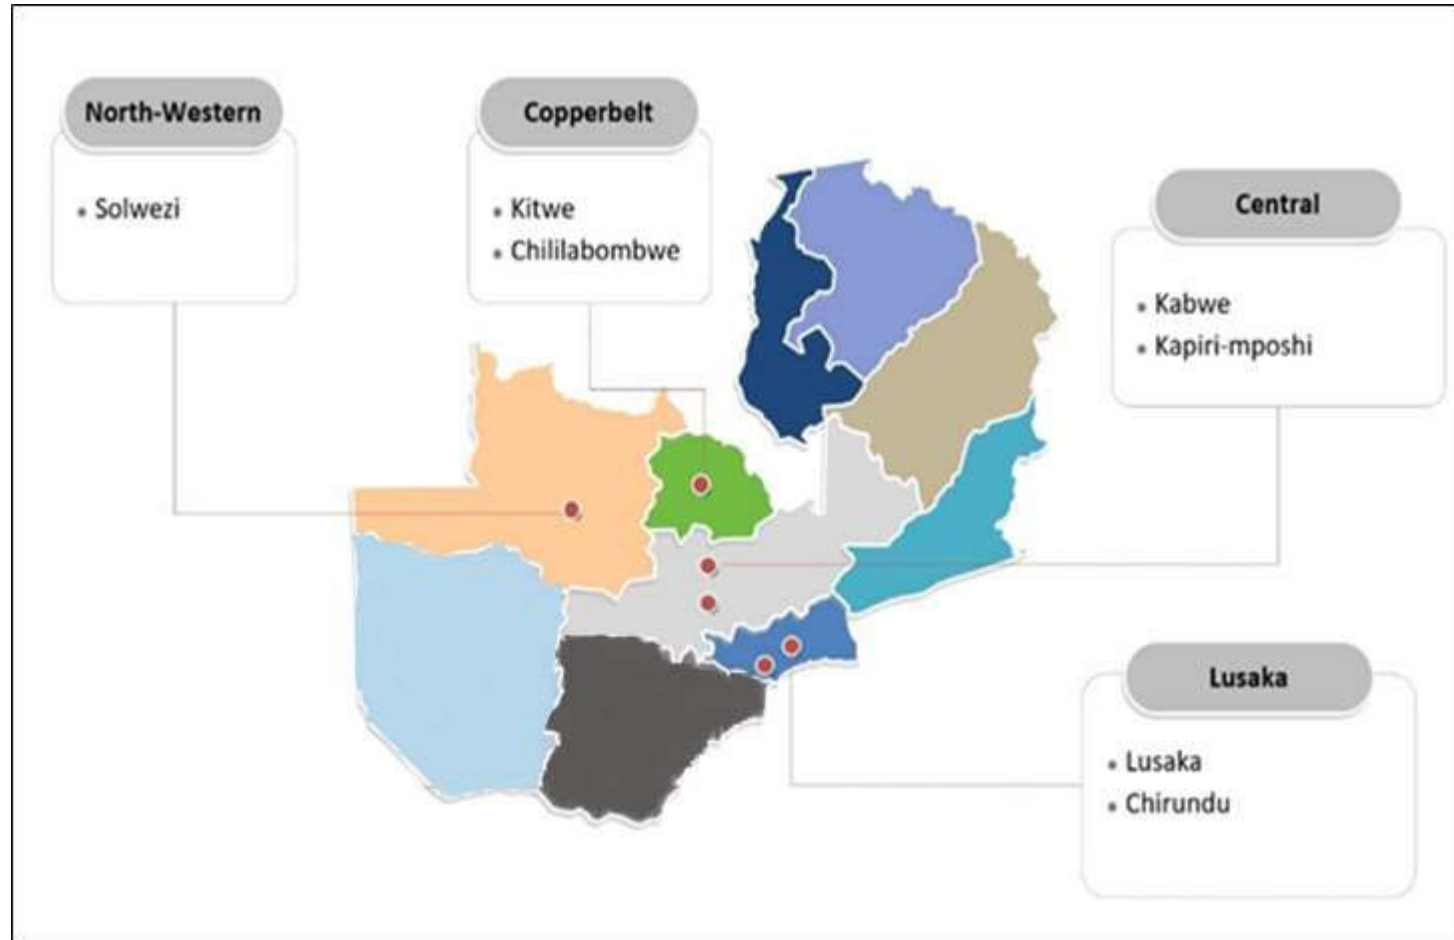 North-Western
• Solwezi
Copperbelt
• Kitwe
• Chililabombwe
Central
• Kabwe
• Kapiri-mposhi
Lusaka
• Lusaka
• Chirundu